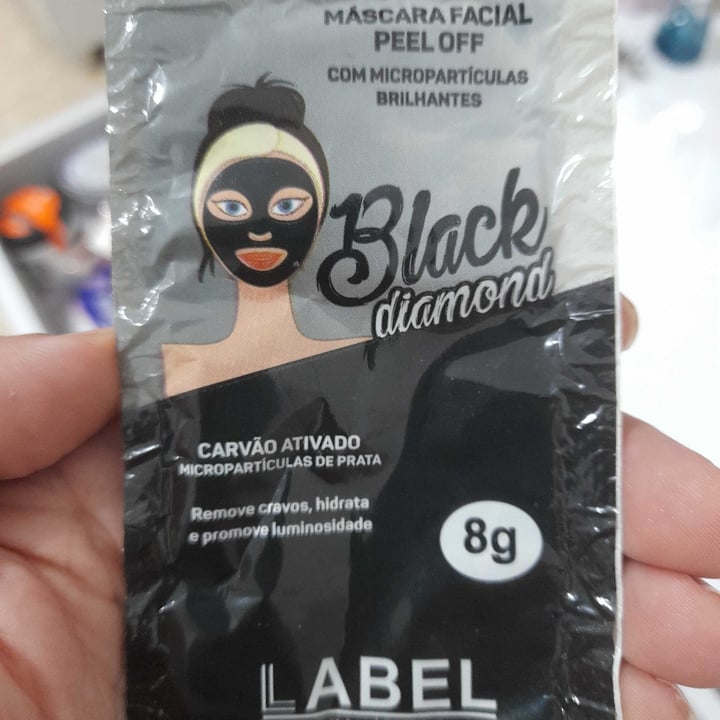 MÁSCARA FACIAL
PEEL OFF
COM MICROPARTÍCULAS
BRILHANTES
Black
diamond
CARVÃO ATIVADO
MICROPARTÍCULAS DE PRATA
Remove cravos, hidrata
e promove luminosidade
8g
LABEL